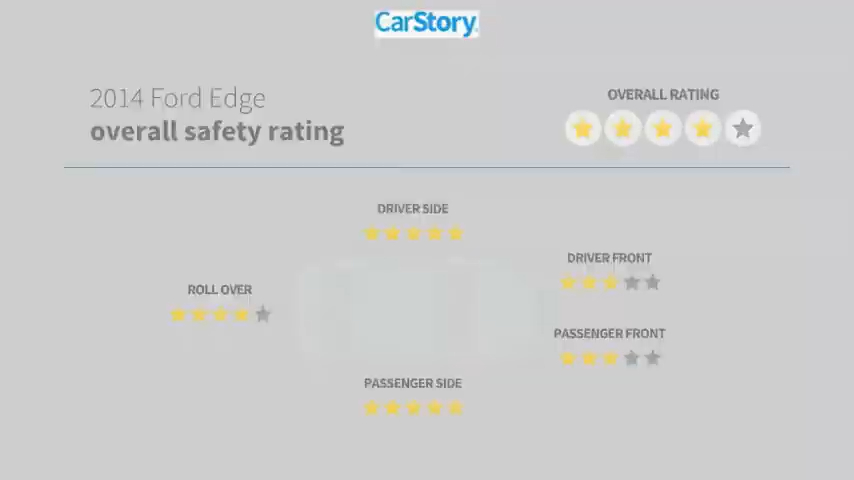 CarStory
2014 Ford Edge
overall safety rating
OVERALL RATING
DRIVER SIDE
DRIVER FRONT
ROLL OVER
PASSENGER FRONT
PASSENGER SIDE